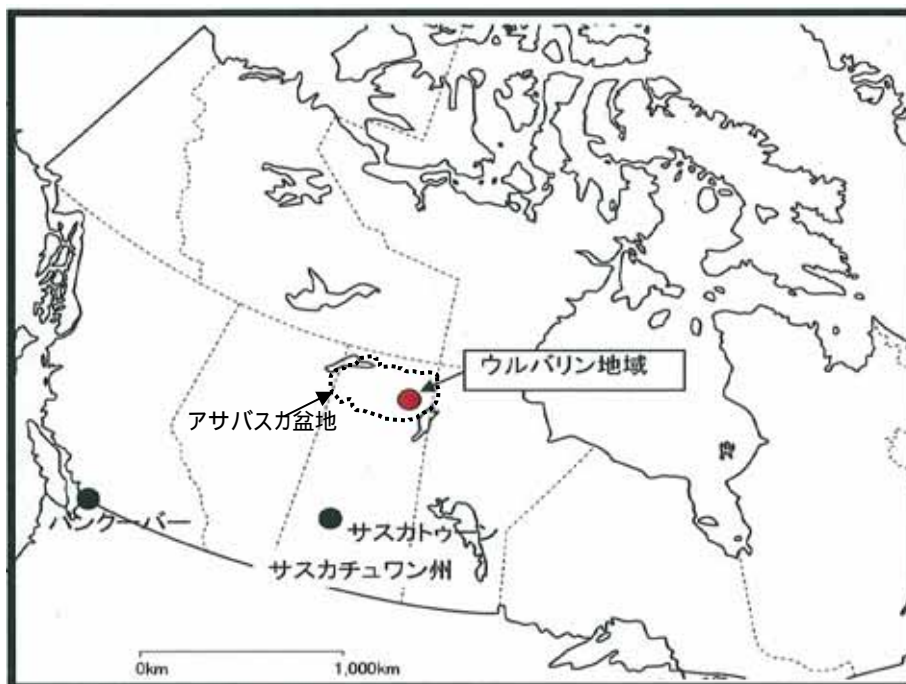 ウルバリン地域
アサバスカ盆地
バンクーバー
サスカトゥーン
サスカチュワン州
0km 1,000km